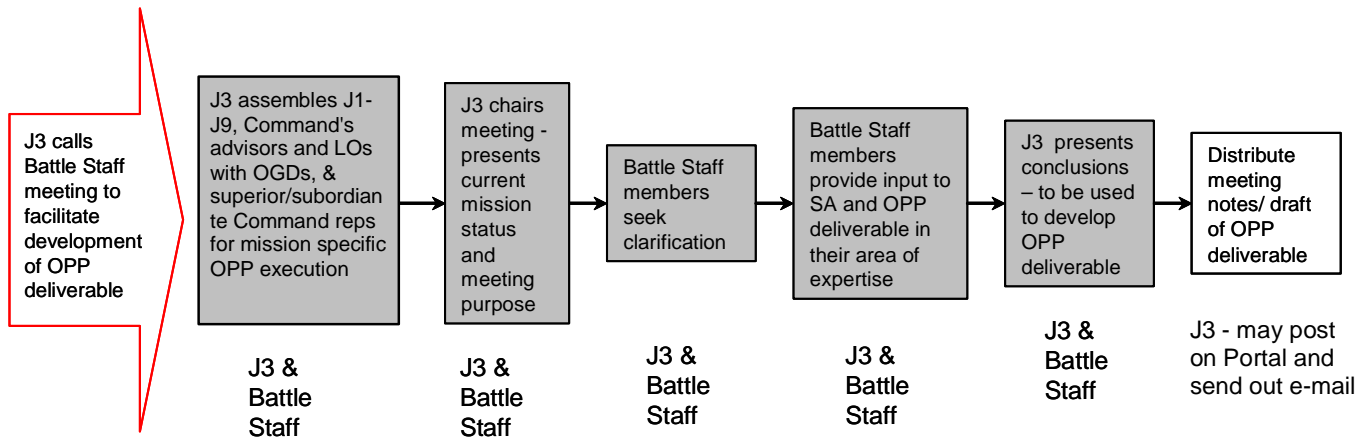 J3 calls
Battle Staff
meeting to
facilitate
development
of OPP
deliverable
J3 assembles J1-
J9, Command's
advisors and LOs
with OGDs, &
superior/subordian
te Command reps
for mission specific
OPP execution
J3 &
Battle
Staff
J3 chairs
meeting -
presents
current
mission
status
and
meeting
purpose
J3 &
Battle
Staff
Battle Staff
members
seek
clarification
J3 &
Battle
Staff
Battle Staff
members
provide input to
SA and OPP
deliverable in
their area of
expertise
J3 &
Battle
Staff
J3 presents
conclusions
– to be used
to develop
OPP
deliverable
J3 &
Battle
Staff
Distribute
meeting
notes/ draft
of OPP
deliverable
J3 - may post
on Portal and
send out e-mail